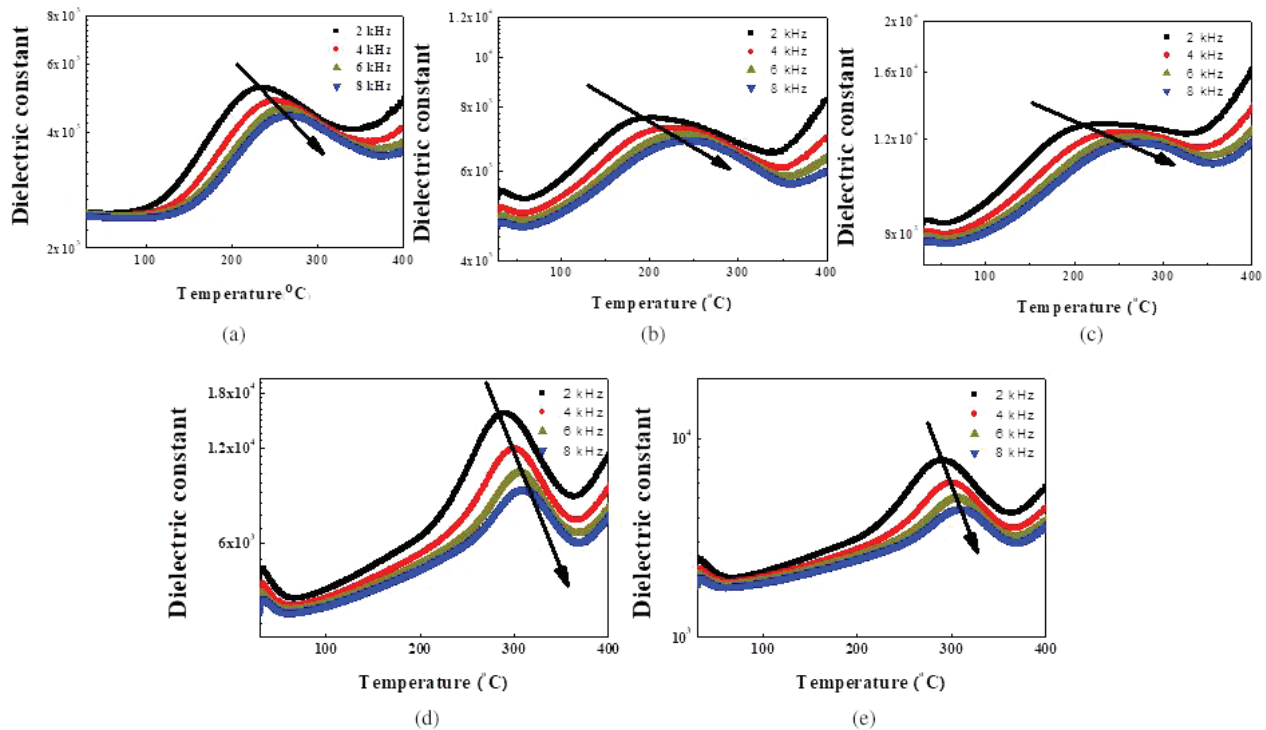 Dielectric constant
8x10³
6x10³
4x10³
2x10³
2 kHz
4 kHz
6 kHz
8 kHz
100 200 300 400
Temperature(°C)
(a)
Dielectric constant
1.2x10⁴
10⁴
8x10³
6x10³
4x10³
2 kHz
4 kHz
6 kHz
8 kHz
100 200 300 400
Temperature (°C)
(b)
Dielectric constant
2x10⁴
1.6x10⁴
1.2x10⁴
8x10³
2 kHz
4 kHz
6 kHz
8 kHz
100 200 300 400
Temperature (°C)
(c)
Dielectric constant
1.8x10⁴
1.2x10⁴
6x10³
2 kHz
4 kHz
6 kHz
8 kHz
100 200 300 400
Temperature (°C)
(d)
Dielectric constant
10⁴
10³
2 kHz
4 kHz
6 kHz
8 kHz
100 200 300 400
Temperature (°C)
(e)